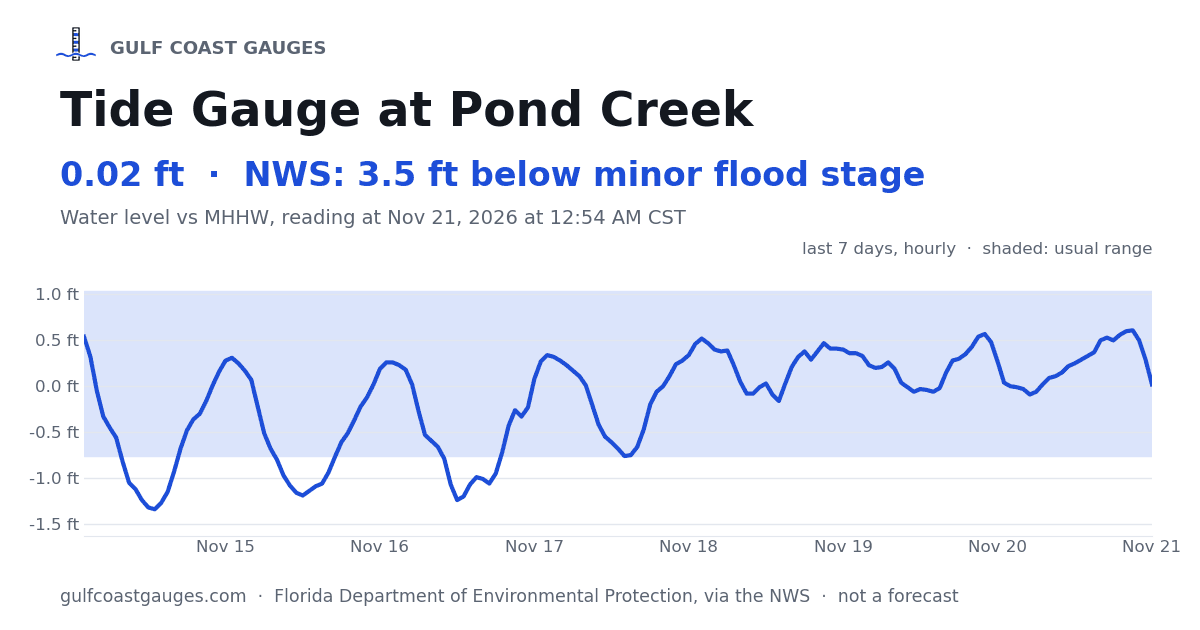 GULF COAST GAUGES
Tide Gauge at Pond Creek
0.02 ft · NWS: 3.5 ft below minor flood stage
Water level vs MHHW, reading at Nov 21, 2026 at 12:54 AM CST
last 7 days, hourly · shaded: usual range
1.0 ft
0.5 ft
0.0 ft
-0.5 ft
-1.0 ft
-1.5 ft
Nov 15 Nov 16 Nov 17 Nov 18 Nov 19 Nov 20 Nov 21
gulfcoastgauges.com · Florida Department of Environmental Protection, via the NWS · not a forecast